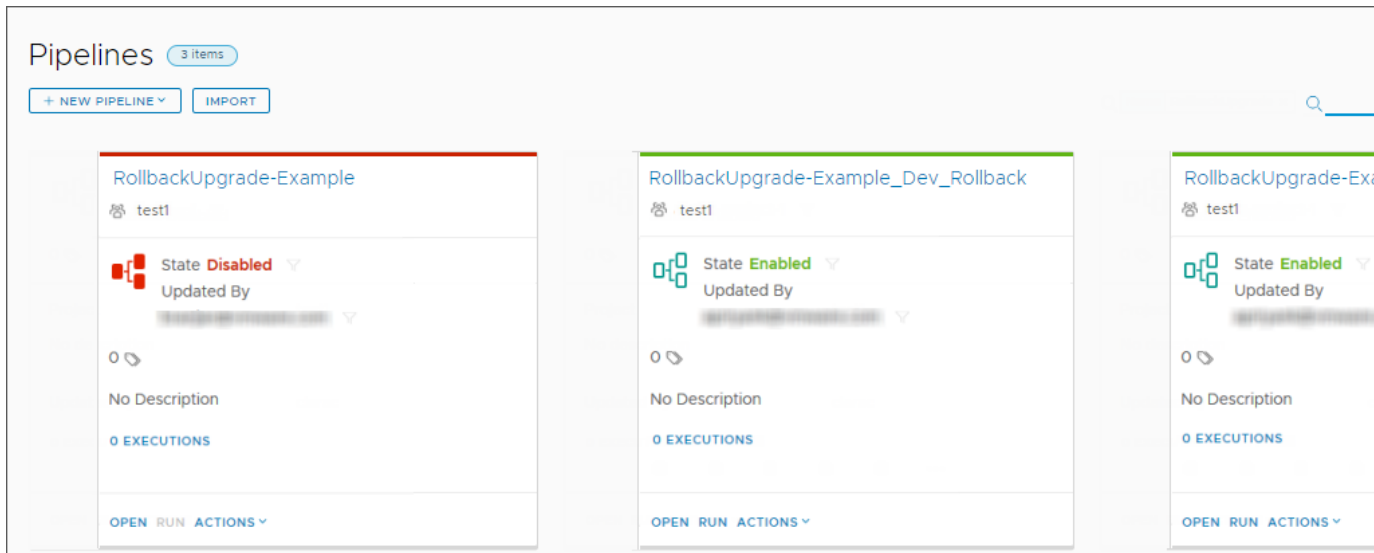 Pipelines 3 items
+ NEW PIPELINE IMPORT
RollbackUpgrade-Example
test1
State Disabled
Updated By
0
No Description
0 EXECUTIONS
OPEN RUN ACTIONS
RollbackUpgrade-Example_Dev_Rollback
test1
State Enabled
Updated By
0
No Description
0 EXECUTIONS
OPEN RUN ACTIONS
RollbackUpgrade-Exa
test1
State Enabled
Updated By
0
No Description
0 EXECUTIONS
OPEN RUN ACTIONS